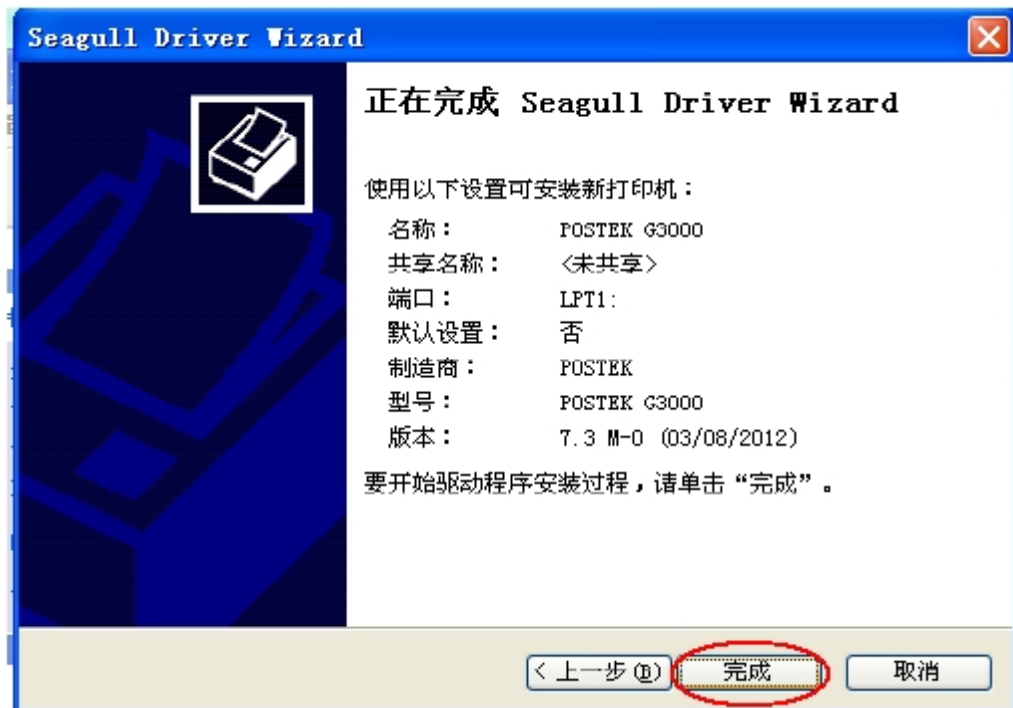 Seagull Driver Wizard
正在完成 Seagull Driver Wizard
使用以下设置可安装新打印机：
名称： POSTEK G3000
共享名称： <未共享>
端口： LPT1:
默认设置： 否
制造商： POSTEK
型号： POSTEK G3000
版本： 7.3 M-0 (03/08/2012)
要开始驱动程序安装过程，请单击“完成”。
< 上一步(B) 完成 取消